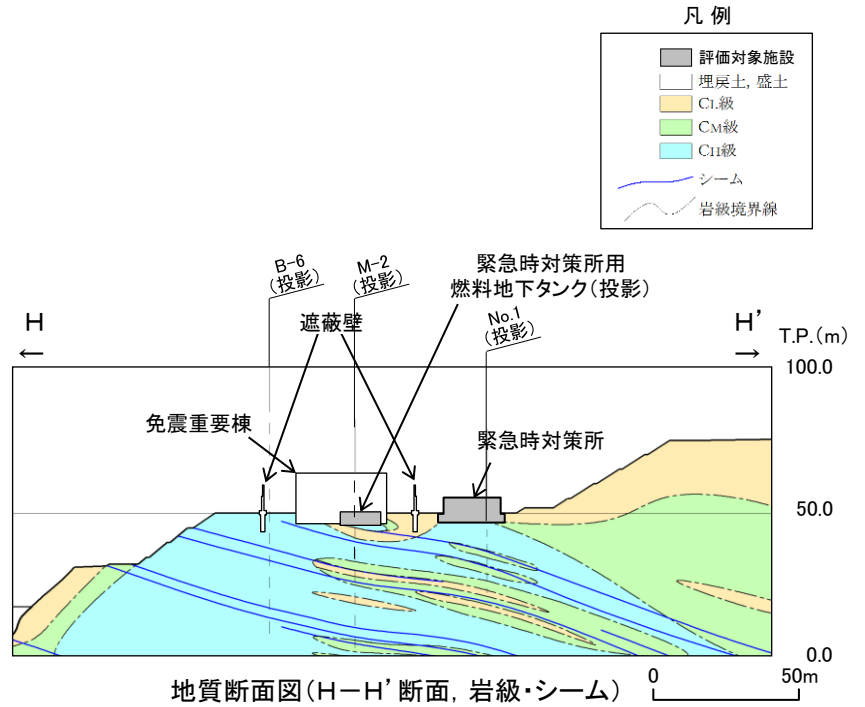 凡 例
評価対象施設
埋戻土, 盛土
CL級
CM級
CH級
シーム
岩級境界線
B-6
(投影)
M-2
(投影)
緊急時対策所用
燃料地下タンク(投影)
No.1
(投影)
遮蔽壁
H
←
H'
→
T.P.(m)
100.0
免震重要棟
緊急時対策所
50.0
0.0
地質断面図(H-H'断面, 岩級・シーム)
0
50m